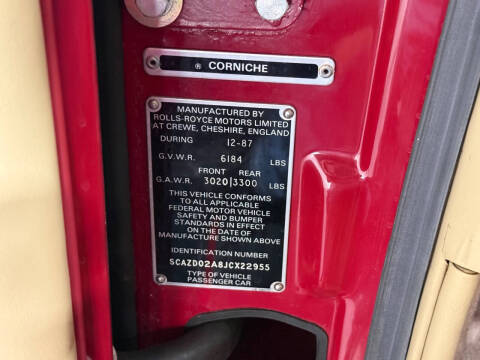 ® CORNICHE
MANUFACTURED BY
ROLLS-ROYCE MOTORS LIMITED
AT CREWE, CHESHIRE, ENGLAND
DURING 12-87
G.V.W.R. 6184 LBS
FRONT REAR
G.A.W.R. 3020|3300 LBS
THIS VEHICLE CONFORMS
TO ALL APPLICABLE
FEDERAL MOTOR VEHICLE
SAFETY AND BUMPER
STANDARDS IN EFFECT
ON THE DATE OF
MANUFACTURE SHOWN ABOVE
IDENTIFICATION NUMBER
SCAZD02A8JCX22955
TYPE OF VEHICLE
PASSENGER CAR